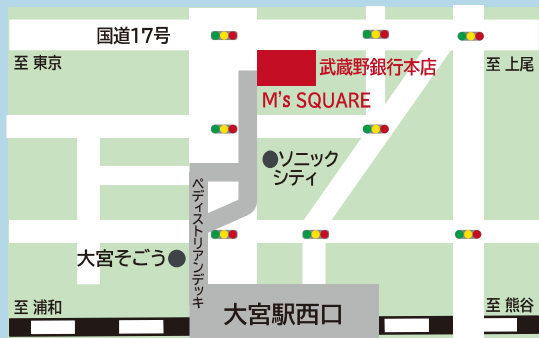 国道17号
至 東京
武蔵野銀行本店
至 上尾
M's SQUARE
ソニック
シティ
ペディストリアンデッキ
大宮そごう
至 浦和
大宮駅西口
至 熊谷